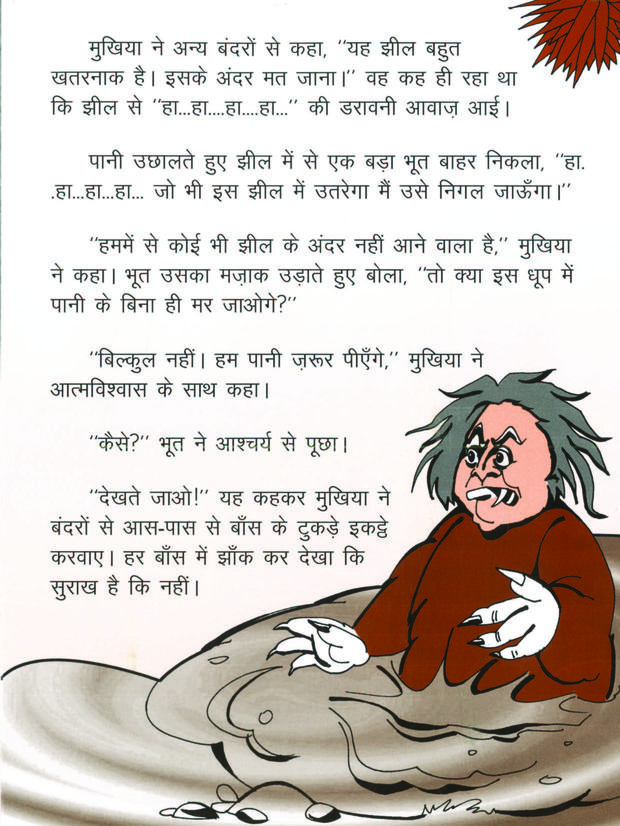 मुखिया ने अन्य बंदरों से कहा, “यह झील बहुत
खतरनाक है। इसके अंदर मत जाना।” वह कह ही रहा था
कि झील से “हा...हा....हा....हा...” की डरावनी आवाज़ आई।
पानी उछालते हुए झील में से एक बड़ा भूत बाहर निकला, “हा.
.हा...हा...हा... जो भी इस झील में उतरेगा मैं उसे निगल जाऊँगा।”
“हममें से कोई भी झील के अंदर नहीं आने वाला है,” मुखिया
ने कहा। भूत उसका मज़ाक उड़ाते हुए बोला, “तो क्या इस धूप में
पानी के बिना ही मर जाओगे?”
“बिल्कुल नहीं। हम पानी ज़रूर पीएँगे,” मुखिया ने
आत्मविश्वास के साथ कहा।
“कैसे?” भूत ने आश्चर्य से पूछा।
“देखते जाओ!” यह कहकर मुखिया ने
बंदरों से आस-पास से बाँस के टुकड़े इकट्ठे
करवाए। हर बाँस में झाँक कर देखा कि
सुराख है कि नहीं।